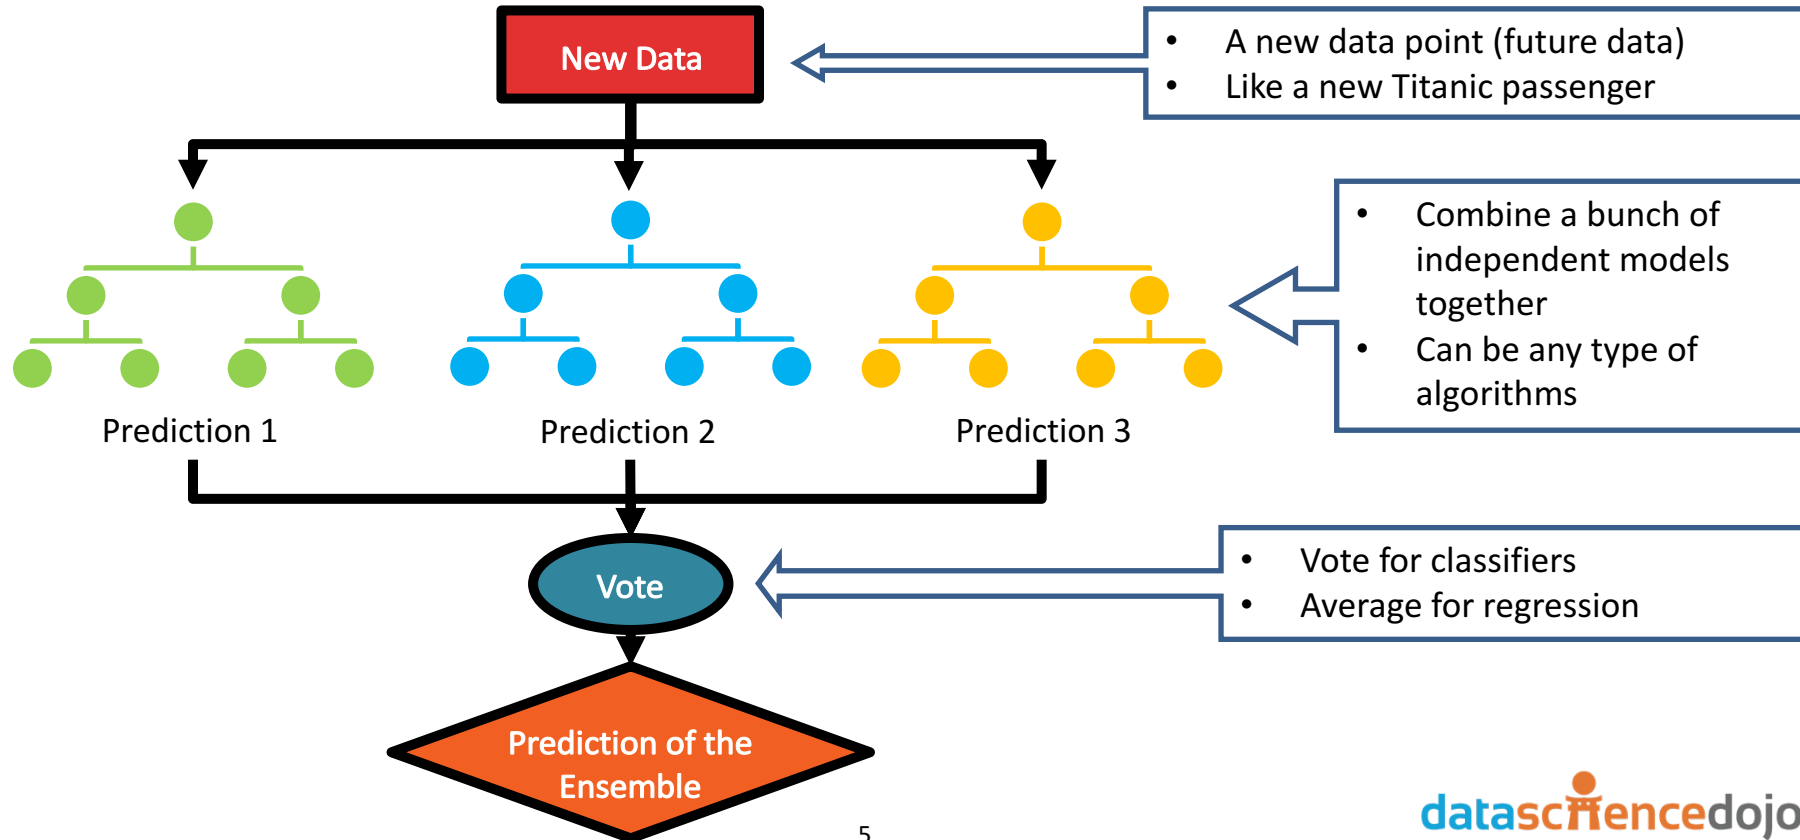 New Data
• A new data point (future data)
• Like a new Titanic passenger
• Combine a bunch of
independent models
together
• Can be any type of
algorithms
Prediction 1
Prediction 2
Prediction 3
Vote
• Vote for classifiers
• Average for regression
Prediction of the
Ensemble
5
datasciencedojo